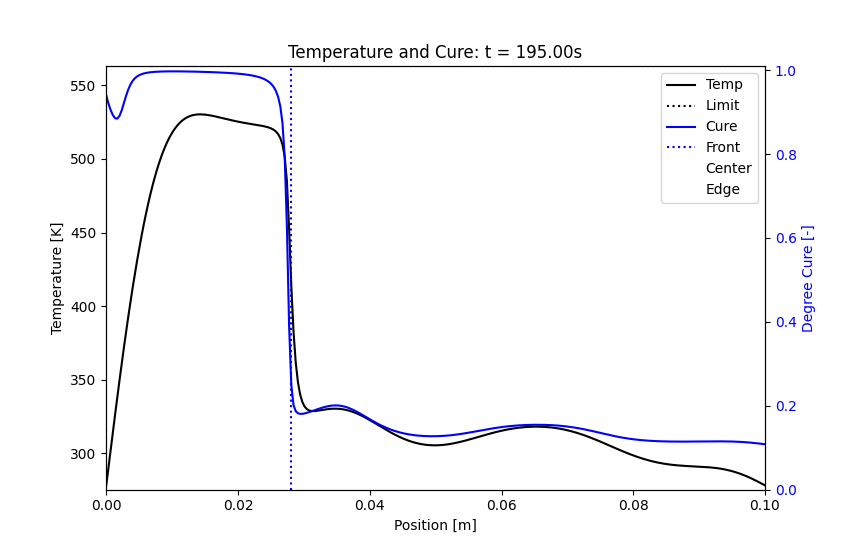 Temperature and Cure: t = 195.00s
550
500
450
400
350
300
Temperature [K]
1.0
0.8
0.6
0.4
0.2
0.0
Degree Cure [-]
Temp
Limit
Cure
Front
Center
Edge
0.00
0.02
0.04
0.06
0.08
0.10
Position [m]